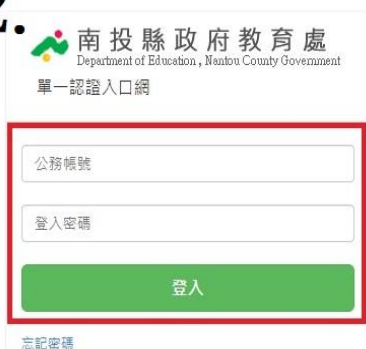 2.
南投縣政府教育處
Department of Education , Nantou County Government
單一認證入口網
公務帳號
登入密碼
登入
忘記密碼